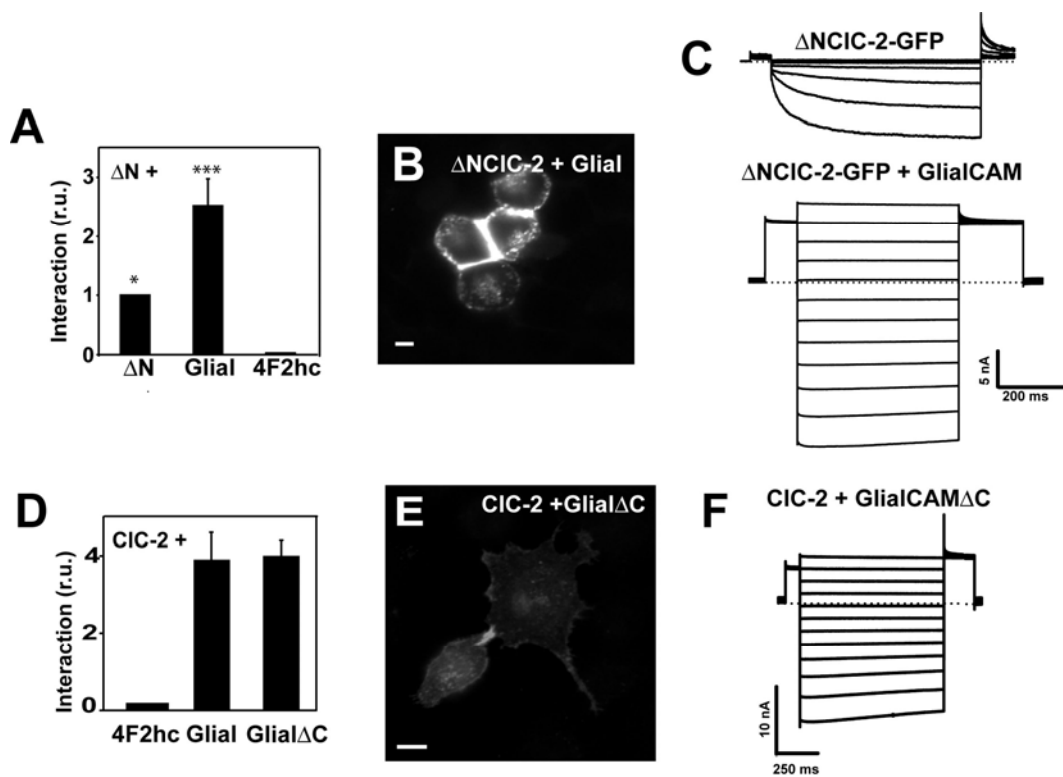 A
Interaction (r.u.)
3
2
1
0
ΔN +
*
***
ΔN Glial 4F2hc
B
ΔNClC-2 + Glial
C
ΔNClC-2-GFP
ΔNClC-2-GFP + GlialCAM
5 nA
200 ms
D
Interaction (r.u.)
4
2
0
ClC-2 +
4F2hc Glial GlialΔC
E
ClC-2 +GlialΔC
F
ClC-2 + GlialCAMΔC
10 nA
250 ms